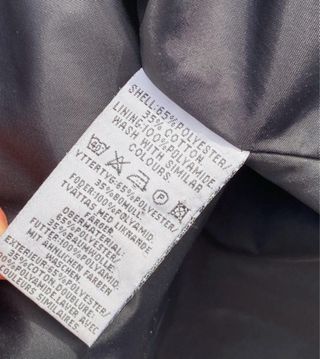 SHELL:65%POLYESTER/
35% COTTON
LINING:100%POLYAMIDE
WASH WITH SIMILAR
COLOURS
40 P
YTTERTYG:65%POLYESTER/
35%BOMULL
FODER:100%POLYAMID
TVÄTTAS MED LIKNANDE
FÄRGER
OBERMATERIAL:
65%POLYESTER/
35%BAUMWOLLE
FUTTER:100%POLYAMID
MIT ÄHNLICHEN FARBEN
WASCHEN
EXTERIEUR:65%POLYESTER/
35%COTON DOUBLURE:
100%POLYAMID.LAVER AVEC
COULEURS SIMILAIRES